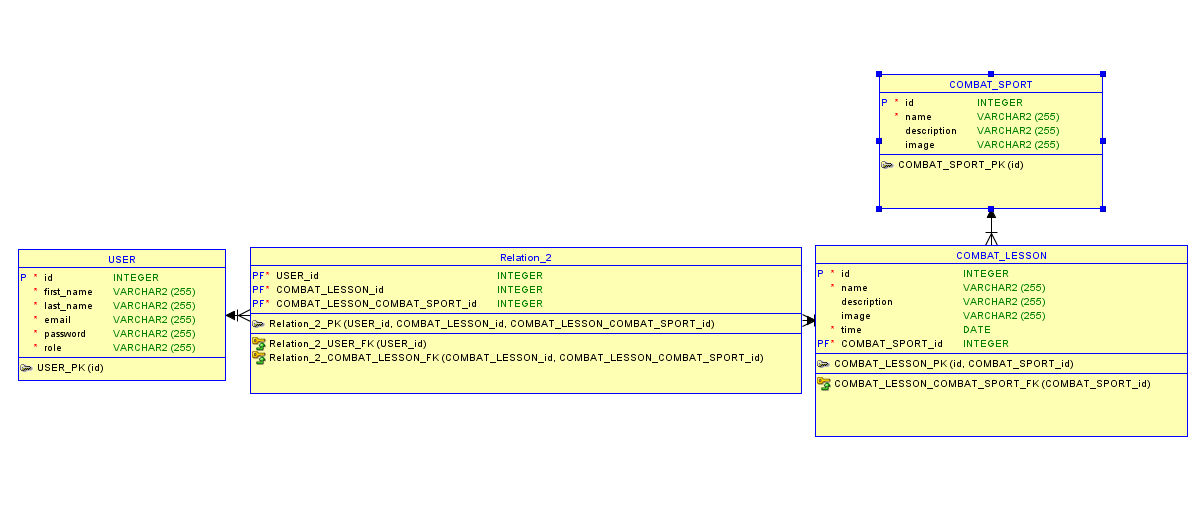 COMBAT_SPORT
P * id INTEGER
* name VARCHAR2 (255)
description VARCHAR2 (255)
image VARCHAR2 (255)
COMBAT_SPORT_PK (id)
USER
P * id INTEGER
* first_name VARCHAR2 (255)
* last_name VARCHAR2 (255)
* email VARCHAR2 (255)
* password VARCHAR2 (255)
* role VARCHAR2 (255)
USER_PK (id)
Relation_2
PF* USER_id INTEGER
PF* COMBAT_LESSON_id INTEGER
PF* COMBAT_LESSON_COMBAT_SPORT_id INTEGER
Relation_2_PK (USER_id, COMBAT_LESSON_id, COMBAT_LESSON_COMBAT_SPORT_id)
Relation_2_USER_FK (USER_id)
Relation_2_COMBAT_LESSON_FK (COMBAT_LESSON_id, COMBAT_LESSON_COMBAT_SPORT_id)
COMBAT_LESSON
P * id INTEGER
* name VARCHAR2 (255)
description VARCHAR2 (255)
image VARCHAR2 (255)
* time DATE
PF* COMBAT_SPORT_id INTEGER
COMBAT_LESSON_PK (id, COMBAT_SPORT_id)
COMBAT_LESSON_COMBAT_SPORT_FK (COMBAT_SPORT_id)